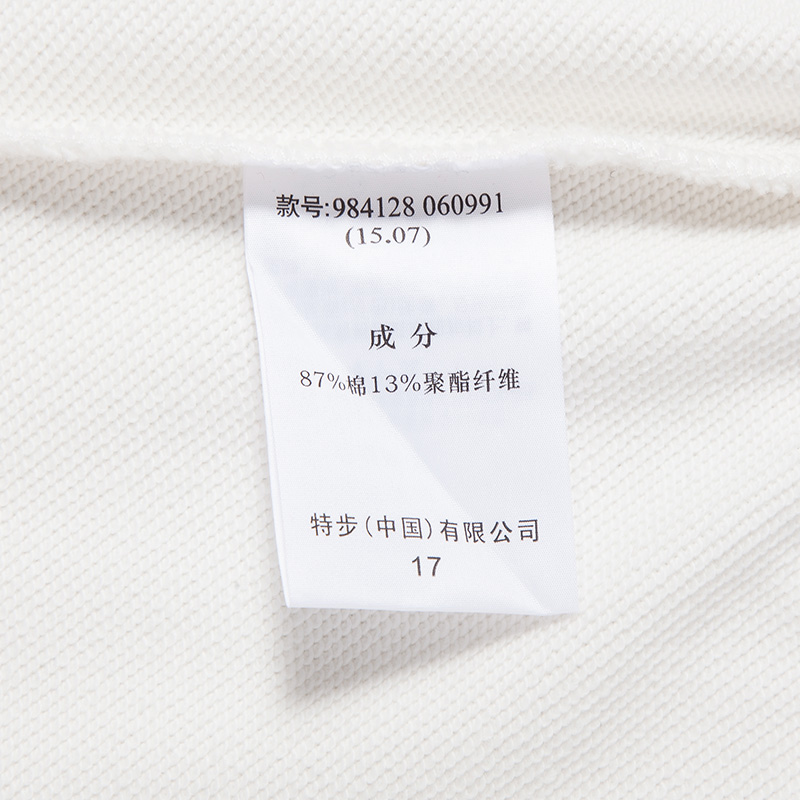 款号:984128 060991
(15.07)
成 分
87%棉13%聚酯纤维
特步(中国)有限公司
17